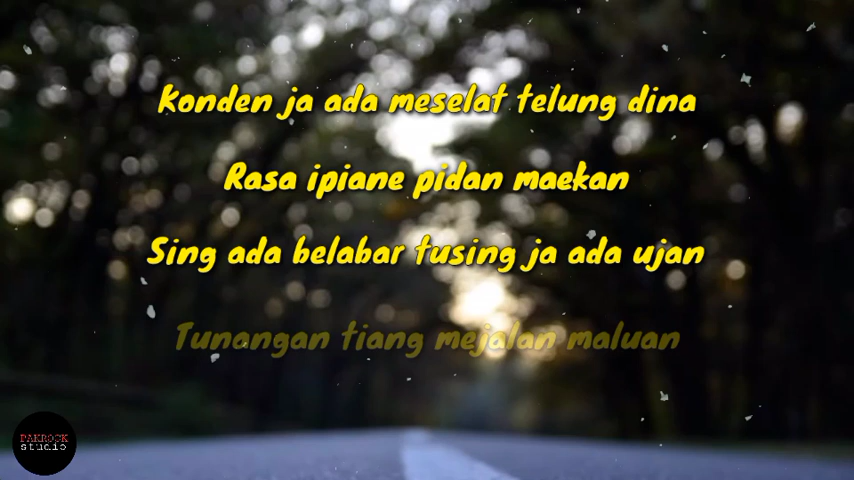 Konden ja ada meselat telung dina
Rasa ipiane pidan maekan
Sing ada belabar tusing ja ada ujan
Tunangan tiang mejalan maluan
PAKROCK
studio